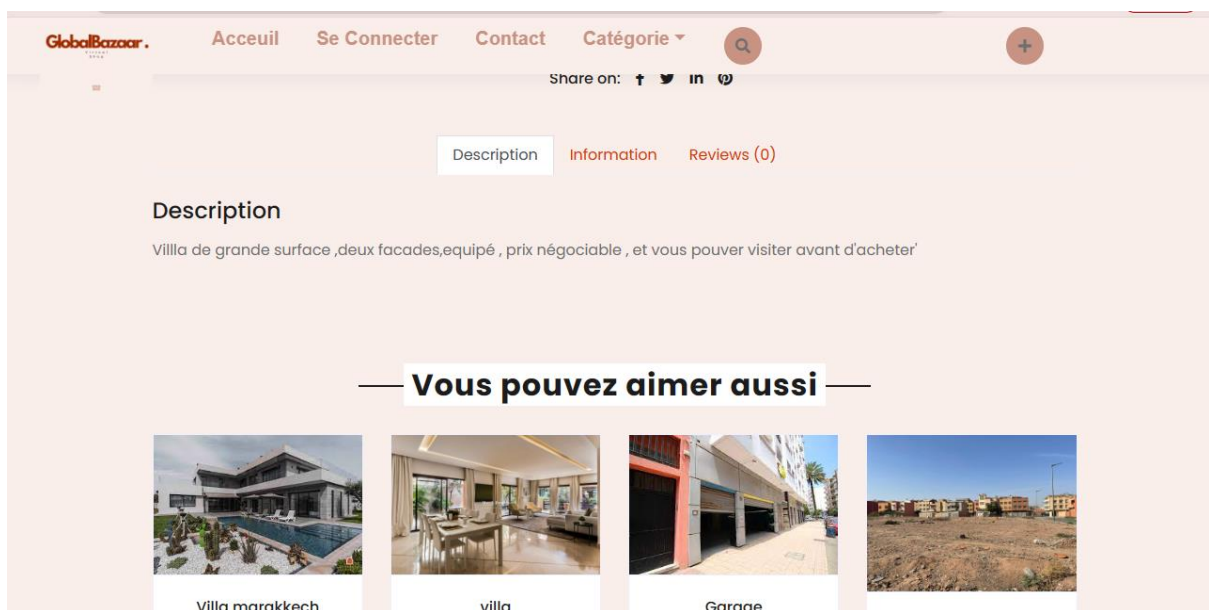 GlobalBazaar.
Acceuil Se Connecter Contact Catégorie
Share on:
Description Information Reviews (0)
Description
Villla de grande surface ,deux facades,equipé , prix négociable , et vous pouver visiter avant d'acheter'
Vous pouvez aimer aussi
Villa marakkech villa Garage